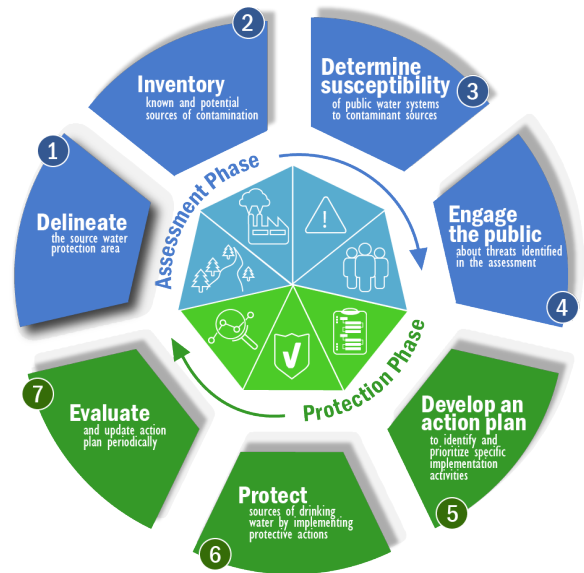 1
Delineate
the source water
protection area
2
Inventory
known and potential
sources of contamination
3
Determine
susceptibility
of public water systems
to contaminant sources
4
Engage
the public
about threats identified
in the assessment
5
Develop an
action plan
to identify and
prioritize specific
implementation
activities
6
Protect
sources of drinking
water by implementing
protective actions
7
Evaluate
and update action
plan periodically
Assessment Phase
Protection Phase